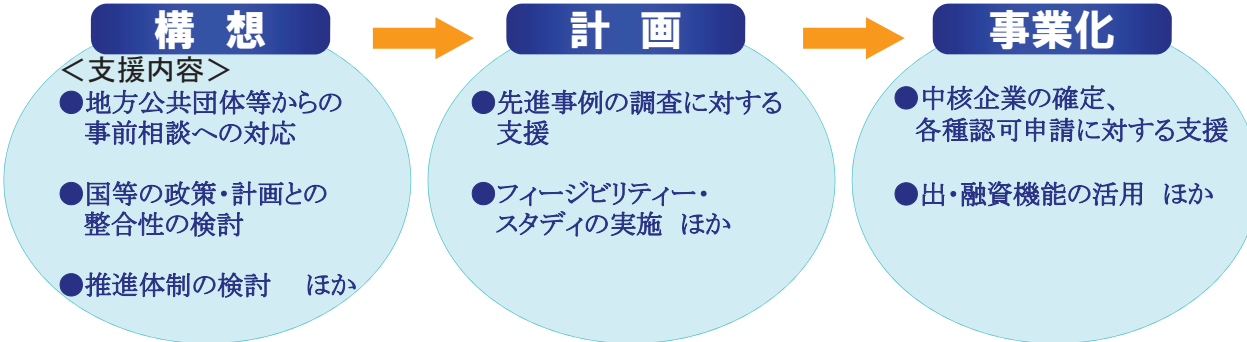 構 想
＜支援内容＞
●地方公共団体等からの
事前相談への対応
●国等の政策・計画との
整合性の検討
●推進体制の検討 ほか
計 画
●先進事例の調査に対する
支援
●フィージビリティー・
スタディの実施 ほか
事業化
●中核企業の確定、
各種認可申請に対する支援
●出・融資機能の活用 ほか